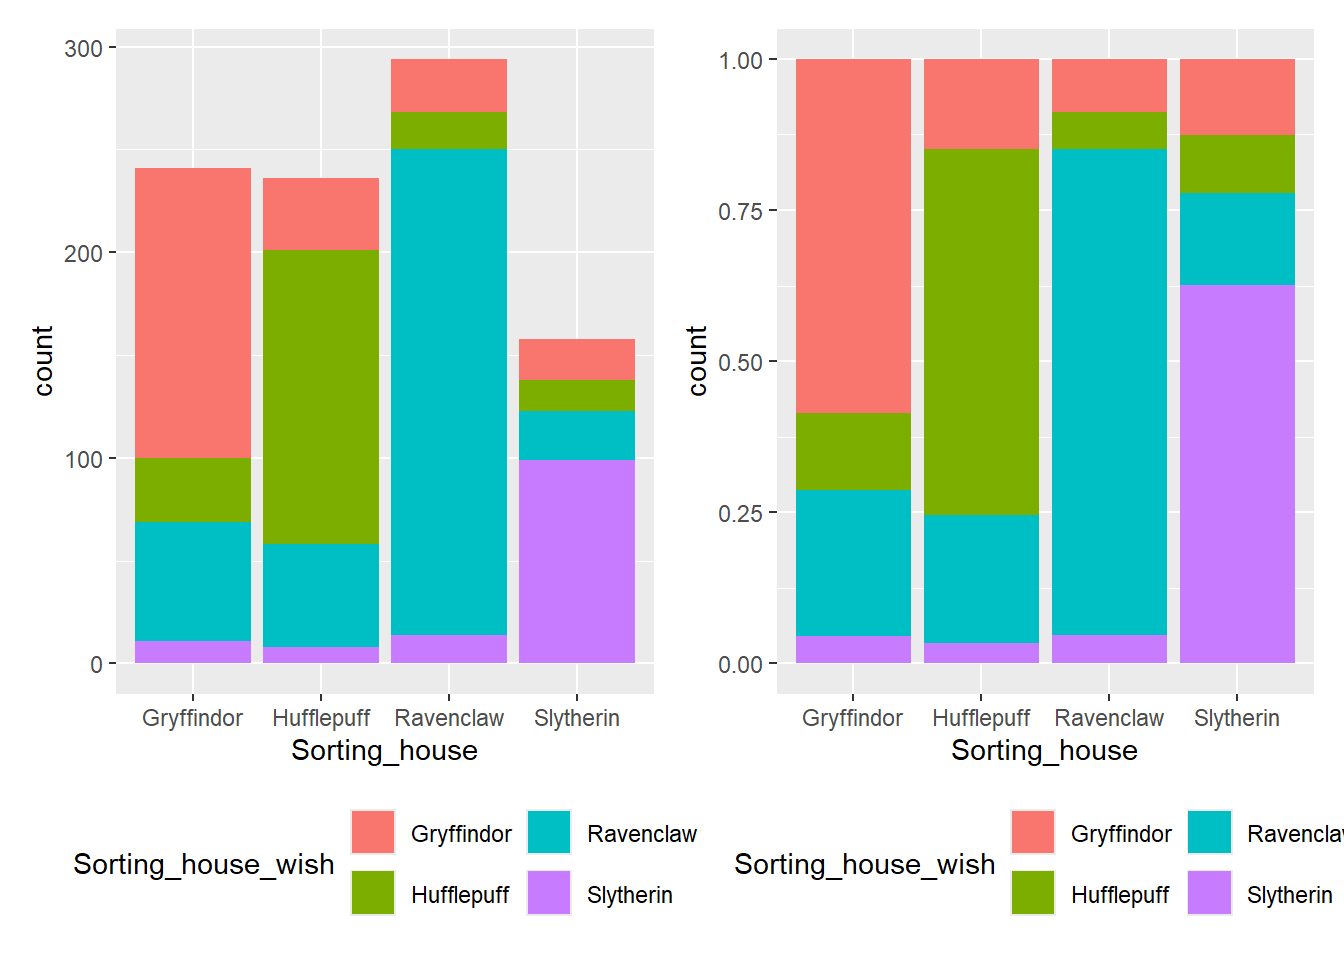 300
200
100
0
count
Gryffindor Hufflepuff Ravenclaw Slytherin
Sorting_house
Sorting_house_wish
Gryffindor Ravenclaw
Hufflepuff Slytherin
1.00
0.75
0.50
0.25
0.00
count
Gryffindor Hufflepuff Ravenclaw Slytherin
Sorting_house
Sorting_house_wish
Gryffindor Ravencla
Hufflepuff Slytherin